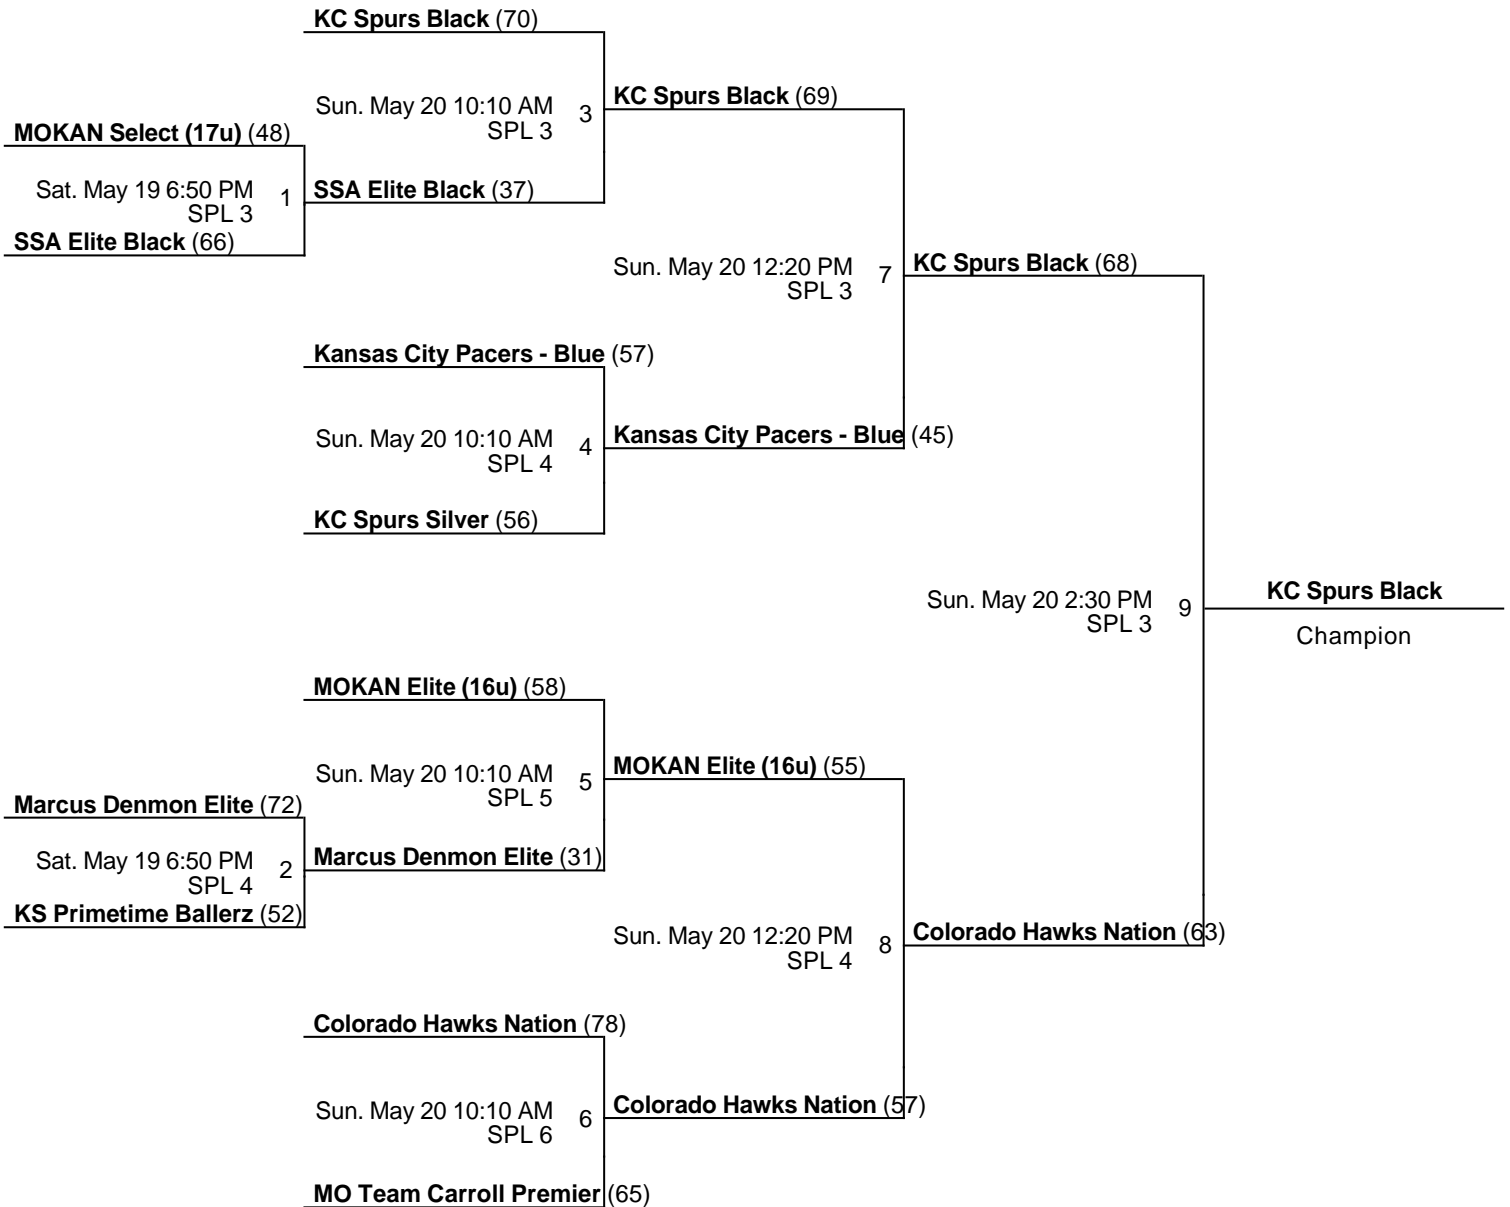 KC Spurs Black (70)
Sun. May 20 10:10 AM
SPL 3
3
KC Spurs Black (69)
MOKAN Select (17u) (48)
Sat. May 19 6:50 PM
SPL 3
1
SSA Elite Black (37)
SSA Elite Black (66)
Sun. May 20 12:20 PM
SPL 3
7
KC Spurs Black (68)
Kansas City Pacers - Blue (57)
Sun. May 20 10:10 AM
SPL 4
4
Kansas City Pacers - Blue (45)
KC Spurs Silver (56)
Sun. May 20 2:30 PM
SPL 3
9
KC Spurs Black
Champion
MOKAN Elite (16u) (58)
Sun. May 20 10:10 AM
SPL 5
5
MOKAN Elite (16u) (55)
Marcus Denmon Elite (72)
Sat. May 19 6:50 PM
SPL 4
2
Marcus Denmon Elite (31)
KS Primetime Ballerz (52)
Sun. May 20 12:20 PM
SPL 4
8
Colorado Hawks Nation (63)
Colorado Hawks Nation (78)
Sun. May 20 10:10 AM
SPL 6
6
Colorado Hawks Nation (57)
MO Team Carroll Premier (65)